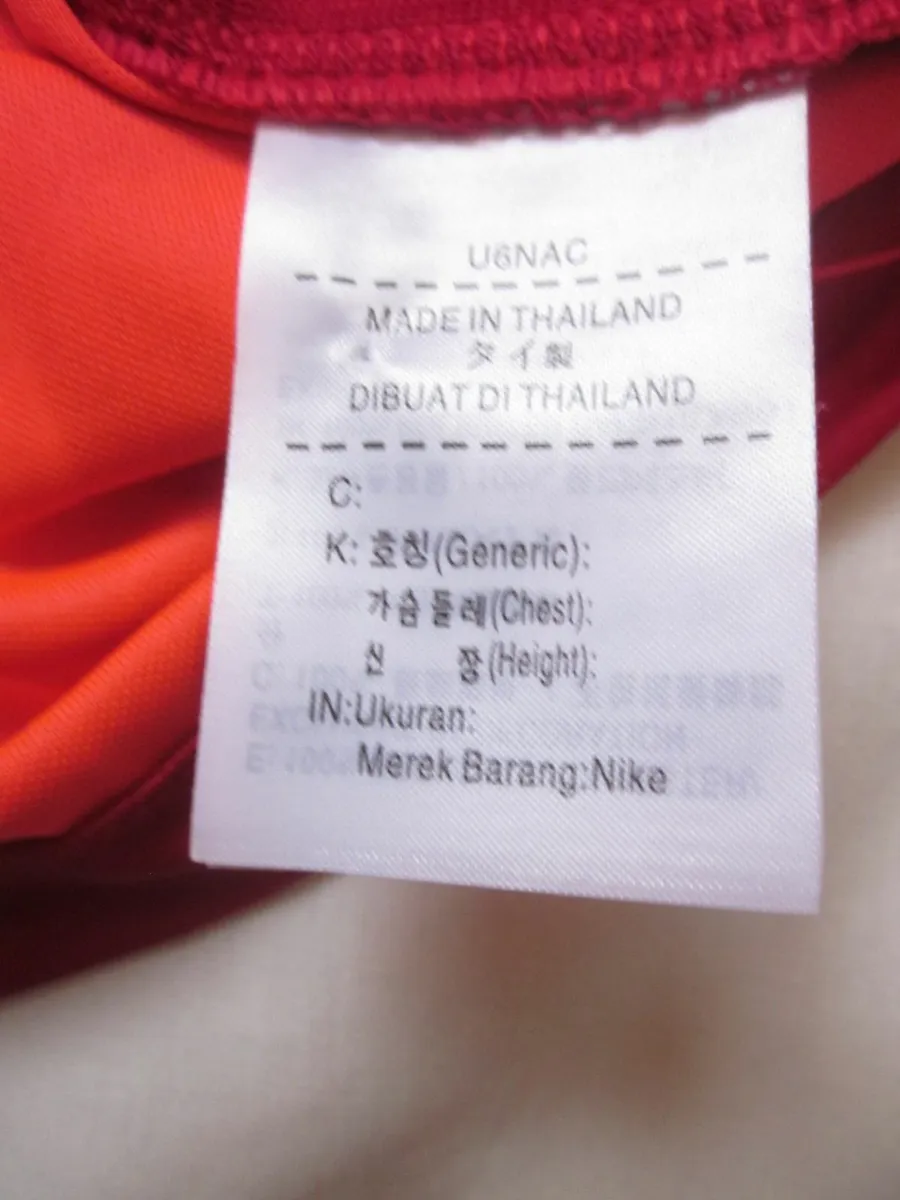 U6NAC
MADE IN THAILAND
タイ製
DIBUAT DI THAILAND
C:
K: 호칭(Generic):
가슴둘레(Chest):
신 장(Height):
IN:Ukuran:
Merek Barang:Nike